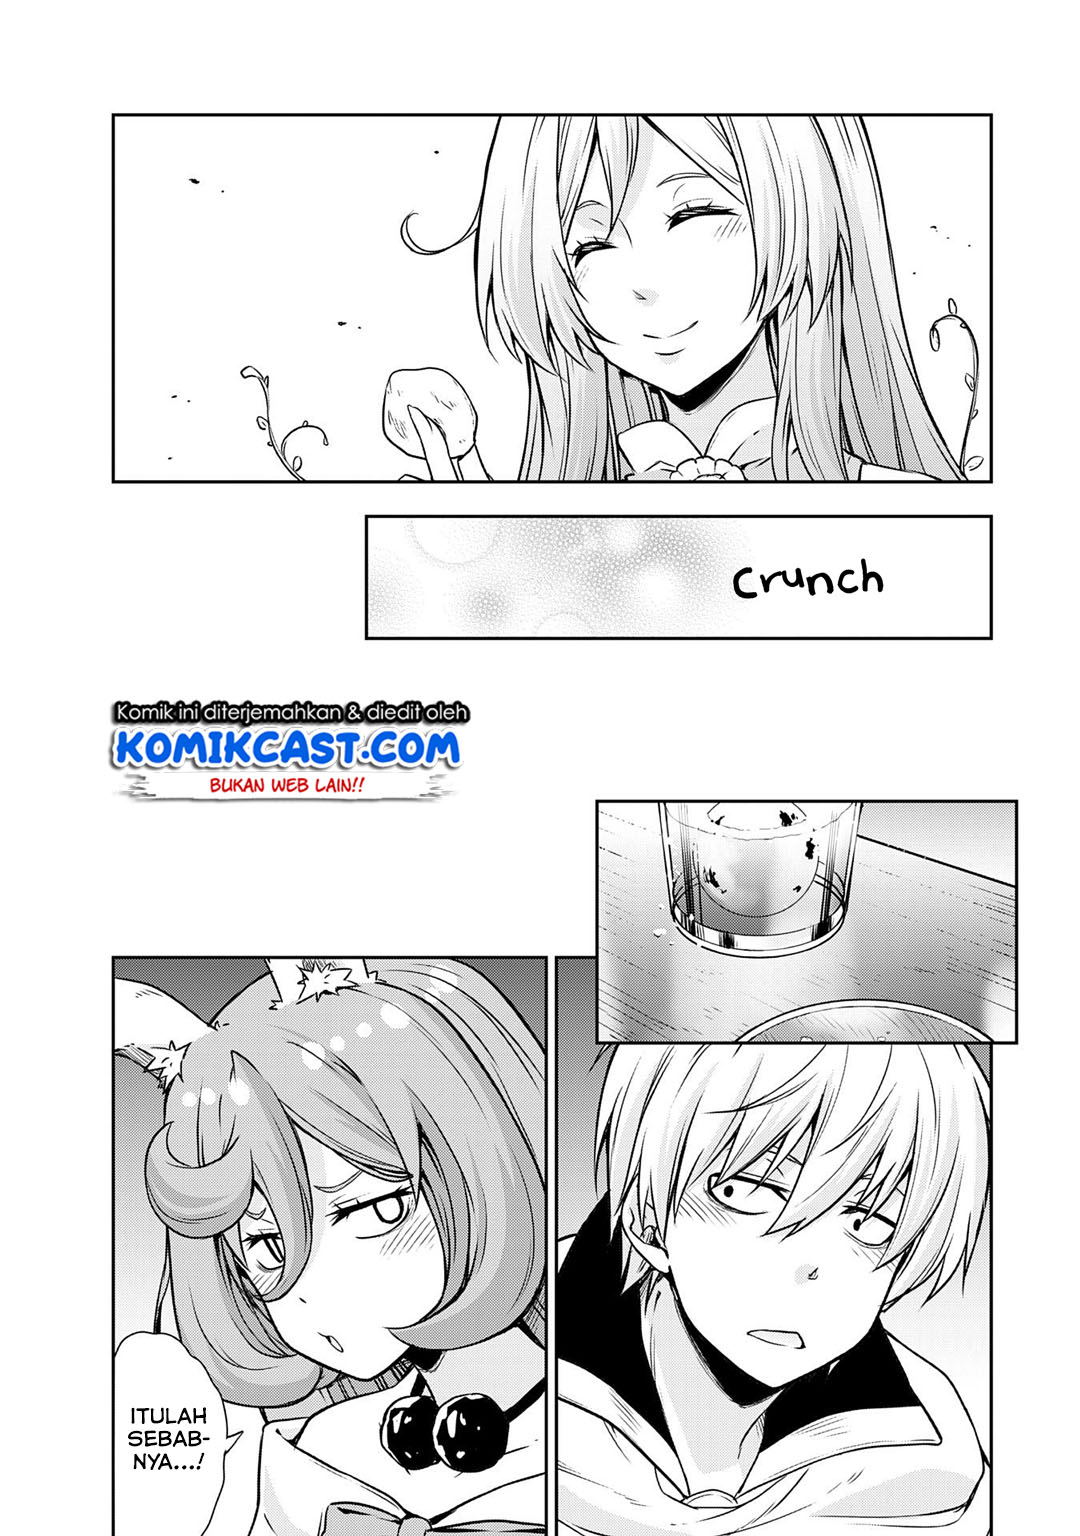 Crunch
Komik ini diterjemahkan & diedit oleh
KOMIKCAST.COM
BUKAN WEB LAIN!!
ITULAH
SEBAB-
NYA...!